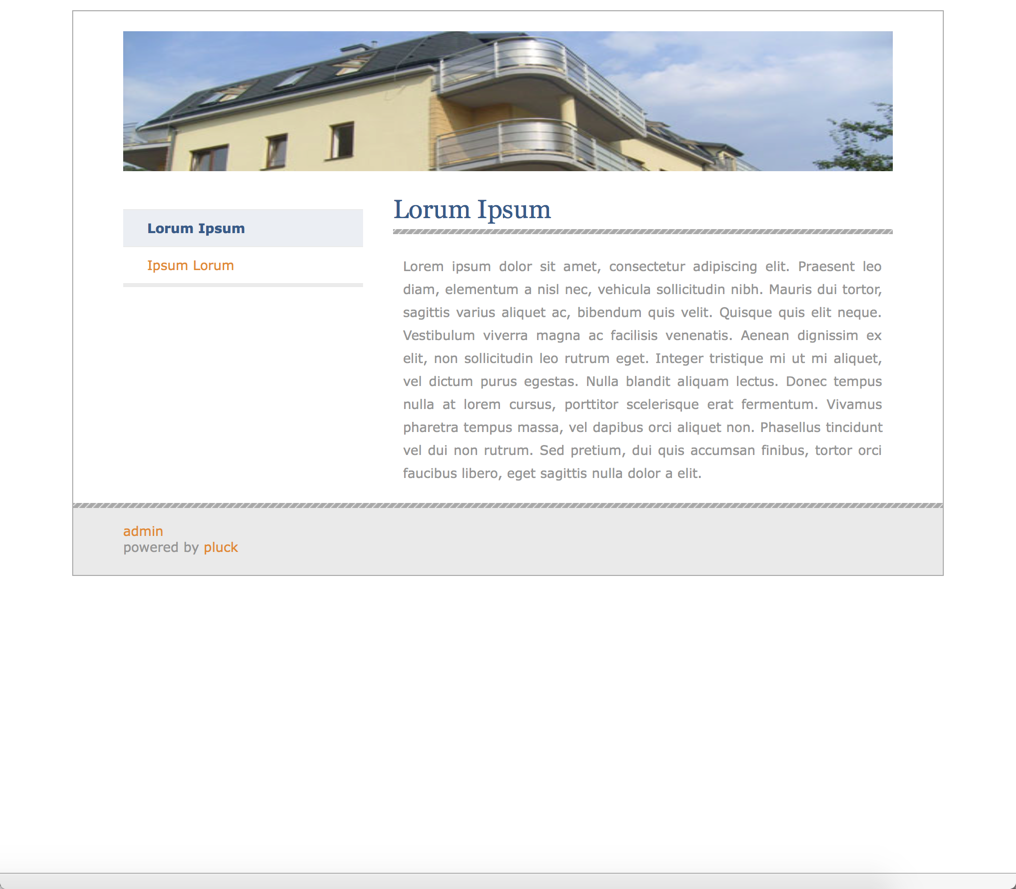 Lorum Ipsum
Ipsum Lorum
Lorum Ipsum
Lorem ipsum dolor sit amet, consectetur adipiscing elit. Praesent leo
diam, elementum a nisl nec, vehicula sollicitudin nibh. Mauris dui tortor,
sagittis varius aliquet ac, bibendum quis velit. Quisque quis elit neque.
Vestibulum viverra magna ac facilisis venenatis. Aenean dignissim ex
elit, non sollicitudin leo rutrum eget. Integer tristique mi ut mi aliquet,
vel dictum purus egestas. Nulla blandit aliquam lectus. Donec tempus
nulla at lorem cursus, porttitor scelerisque erat fermentum. Vivamus
pharetra tempus massa, vel dapibus orci aliquet non. Phasellus tincidunt
vel dui non rutrum. Sed pretium, dui quis accumsan finibus, tortor orci
faucibus libero, eget sagittis nulla dolor a elit.
admin
powered by pluck